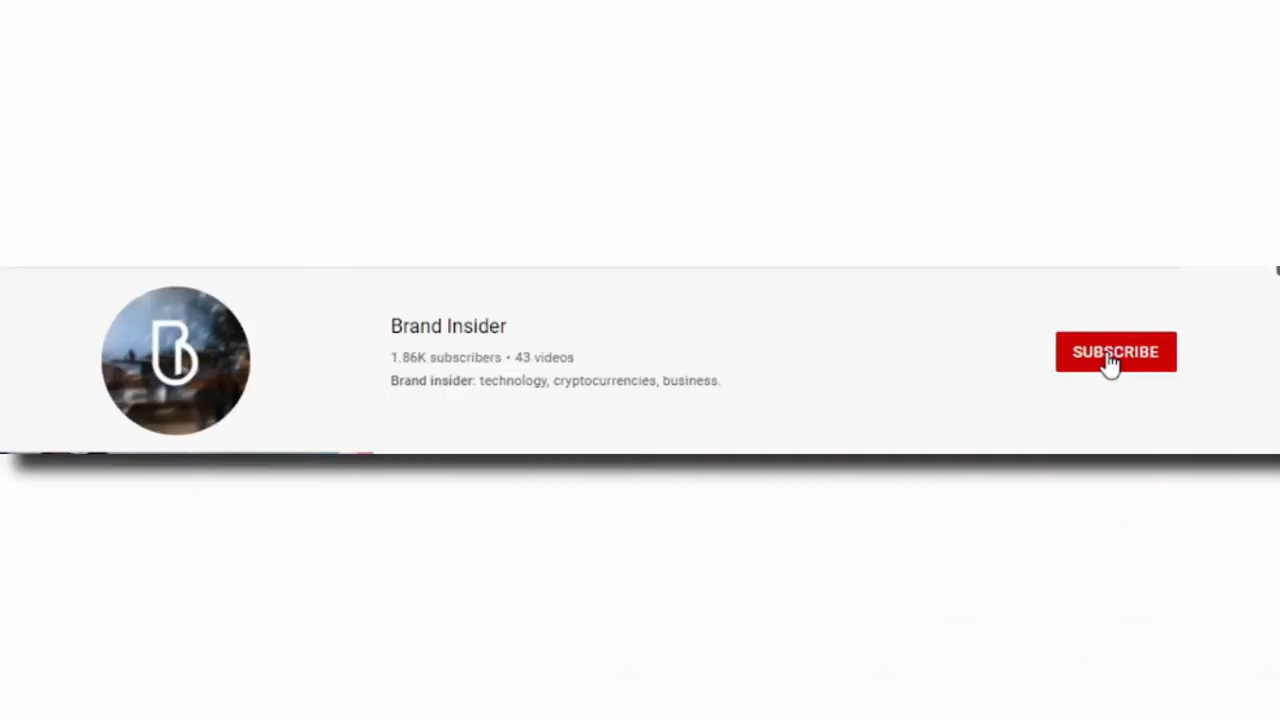 Brand Insider
1.86K subscribers • 43 videos
Brand insider: technology, cryptocurrencies, business.
SUBSCRIBE
B